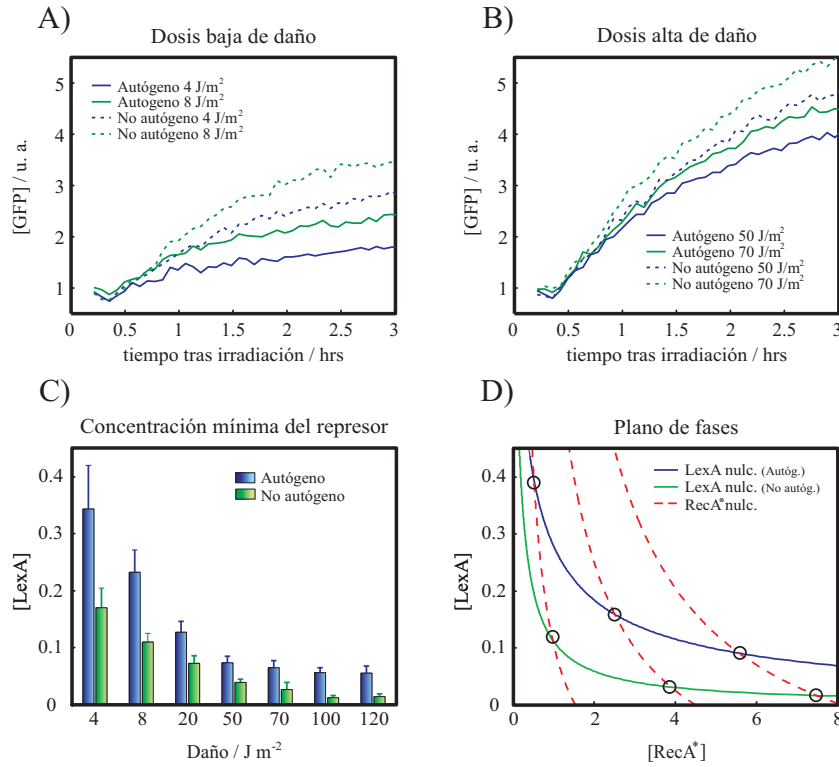 A)
Dosis baja de daño
[GFP] / u. a.
5
4
3
2
1
Autógeno 4 J/m²
Autogeno 8 J/m²
No autógeno 4 J/m²
No autógeno 8 J/m²
0 0.5 1 1.5 2 2.5 3
tiempo tras irradiación / hrs
B)
Dosis alta de daño
[GFP] / u. a.
5
4
3
2
1
Autógeno 50 J/m²
Autógeno 70 J/m²
No autógeno 50 J/m²
No autógeno 70 J/m²
0 0.5 1 1.5 2 2.5 3
tiempo tras irradiación / hrs
C)
Concentración mínima del represor
[LexA]
0.4
0.3
0.2
0.1
0
Autógeno
No autógeno
4 8 20 50 70 100 120
Daño / J m⁻²
D)
Plano de fases
[LexA]
0.4
0.3
0.2
0.1
0
LexA nulc. (Autóg.)
LexA nulc. (No autóg.)
RecA* nulc.
0 2 4 6 8
[RecA*]